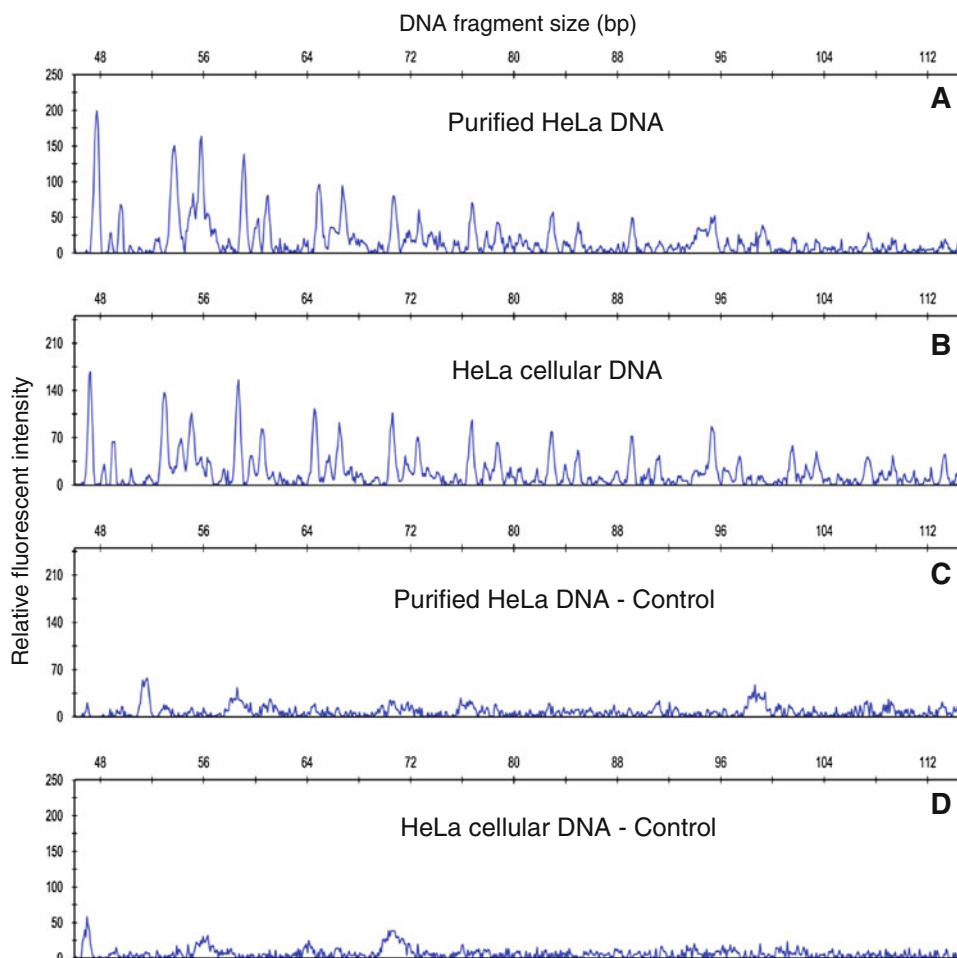 DNA fragment size (bp)
48 56 64 72 80 88 96 104 112
250
200
150
100
50
0
A
Purified HeLa DNA
48 56 64 72 80 88 96 104 112
210
140
70
0
B
HeLa cellular DNA
Relative fluorescent intensity
48 56 64 72 80 88 96 104 112
210
140
70
0
C
Purified HeLa DNA - Control
48 56 64 72 80 88 96 104 112
250
200
150
100
50
0
D
HeLa cellular DNA - Control